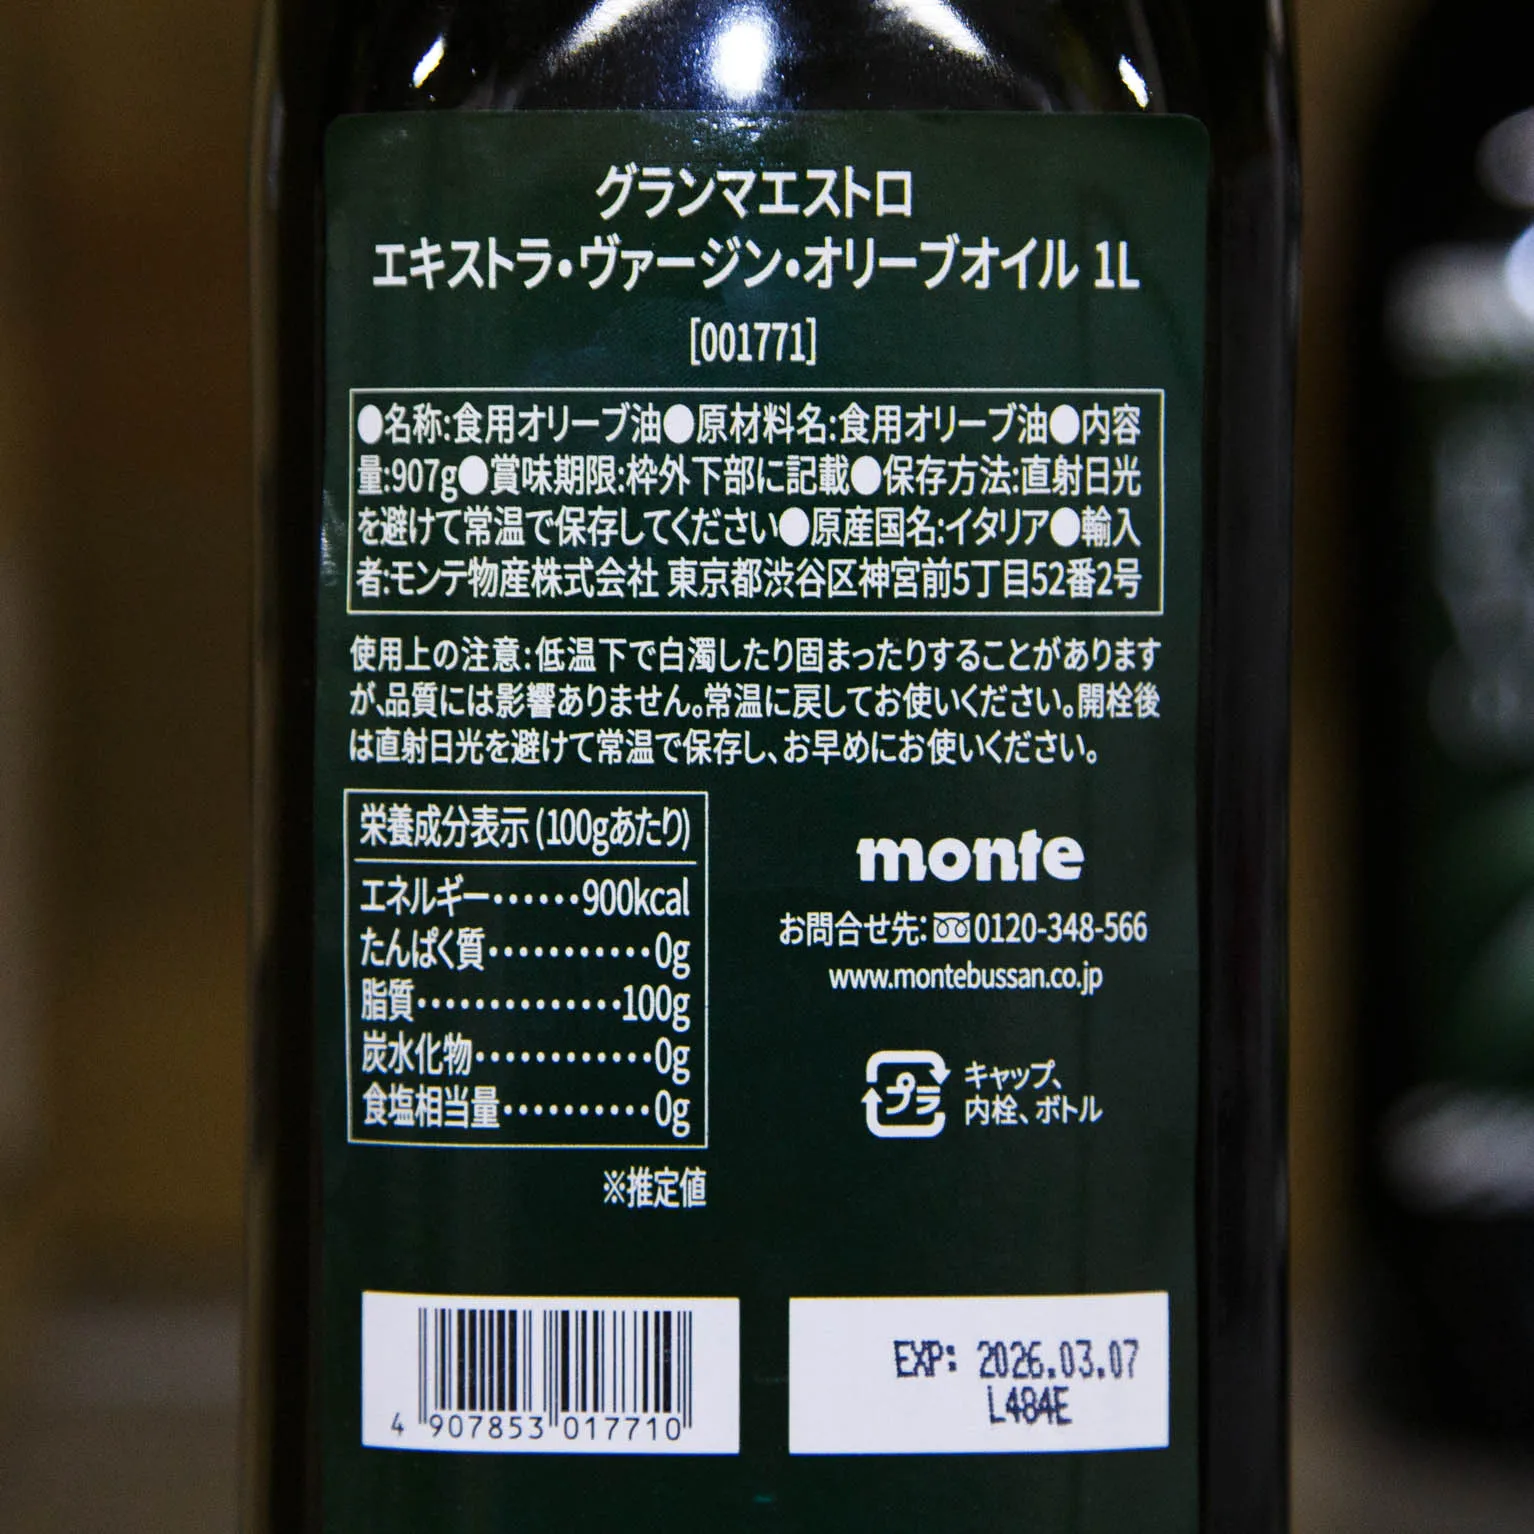 グランマエストロ
エキストラ・ヴァージン・オリーブオイル 1L
[001771]
●名称:食用オリーブ油●原材料名:食用オリーブ油●内容
量:907g●賞味期限:枠外下部に記載●保存方法:直射日光
を避けて常温で保存してください●原産国名:イタリア●輸入
者:モンテ物産株式会社 東京都渋谷区神宮前5丁目52番2号
使用上の注意:低温下で白濁したり固まったりすることがあります
が、品質には影響ありません。常温に戻してお使いください。開栓後
は直射日光を避けて常温で保存し、お早めにお使いください。
栄養成分表示(100gあたり)
エネルギー……900kcal
たんぱく質…………0g
脂質……………100g
炭水化物…………0g
食塩相当量…………0g
※推定値
monte
お問合せ先:0120-348-566
www.montebussan.co.jp
プラ
キャップ、
内栓、ボトル
4 907853 017710
EXP: 2026.03.07
L484E